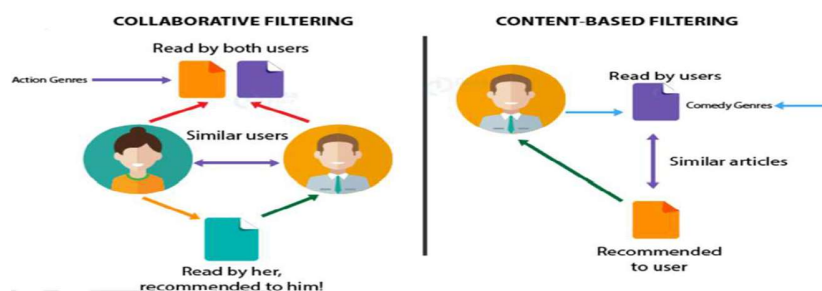 COLLABORATIVE FILTERING
Read by both users
Action Genres
Similar users
Read by her,
recommended to him!
CONTENT-BASED FILTERING
Read by users
Comedy Genres
Similar articles
Recommended
to user